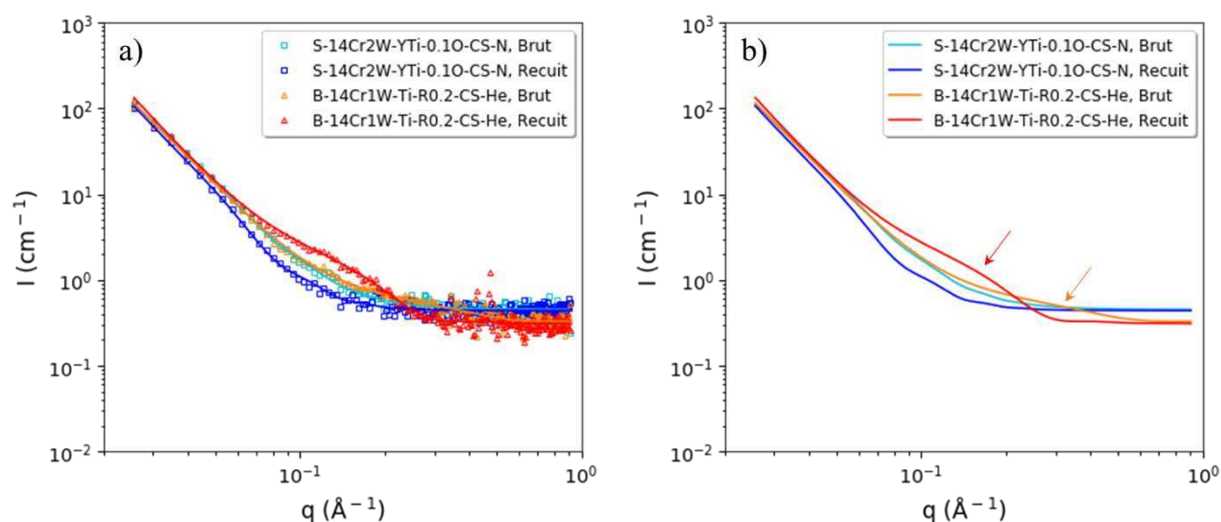 a)
S-14Cr2W-YTi-0.1O-CS-N, Brut
S-14Cr2W-YTi-0.1O-CS-N, Recuit
B-14Cr1W-Ti-R0.2-CS-He, Brut
B-14Cr1W-Ti-R0.2-CS-He, Recuit
10³
10²
10¹
10⁰
10⁻¹
10⁻²
I (cm⁻¹)
10⁻¹
10⁰
q (Å⁻¹)
b)
S-14Cr2W-YTi-0.1O-CS-N, Brut
S-14Cr2W-YTi-0.1O-CS-N, Recuit
B-14Cr1W-Ti-R0.2-CS-He, Brut
B-14Cr1W-Ti-R0.2-CS-He, Recuit
10³
10²
10¹
10⁰
10⁻¹
10⁻²
I (cm⁻¹)
10⁻¹
10⁰
q (Å⁻¹)